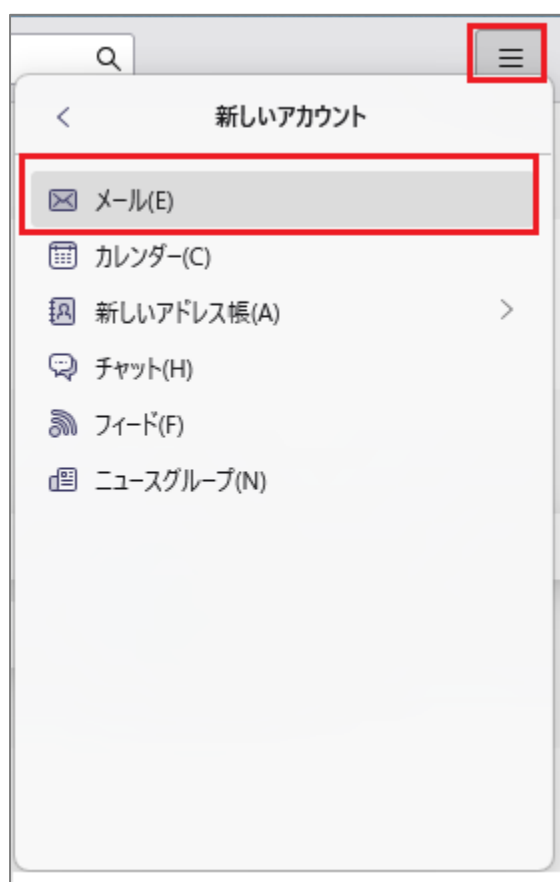 新しいアカウント
メール(E)
カレンダー(C)
新しいアドレス帳(A)
チャット(H)
フィード(F)
ニュースグループ(N)